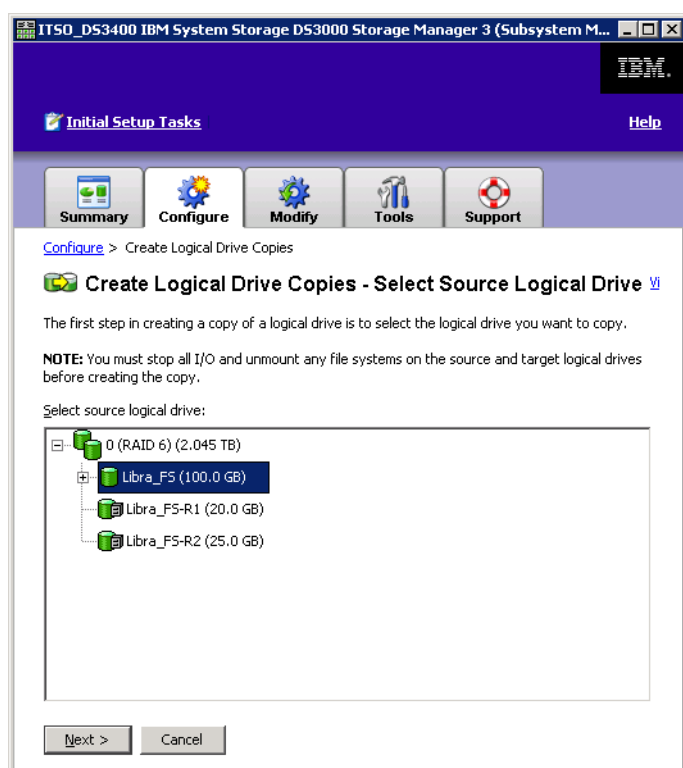 ITSO_DS3400 IBM System Storage DS3000 Storage Manager 3 (Subsystem M...
IBM.
Initial Setup Tasks
Help
Summary Configure Modify Tools Support
Configure > Create Logical Drive Copies
Create Logical Drive Copies - Select Source Logical Drive Vi
The first step in creating a copy of a logical drive is to select the logical drive you want to copy.
NOTE: You must stop all I/O and unmount any file systems on the source and target logical drives
before creating the copy.
Select source logical drive:
0 (RAID 6) (2.045 TB)
Libra_FS (100.0 GB)
Libra_FS-R1 (20.0 GB)
Libra_FS-R2 (25.0 GB)
Next > Cancel